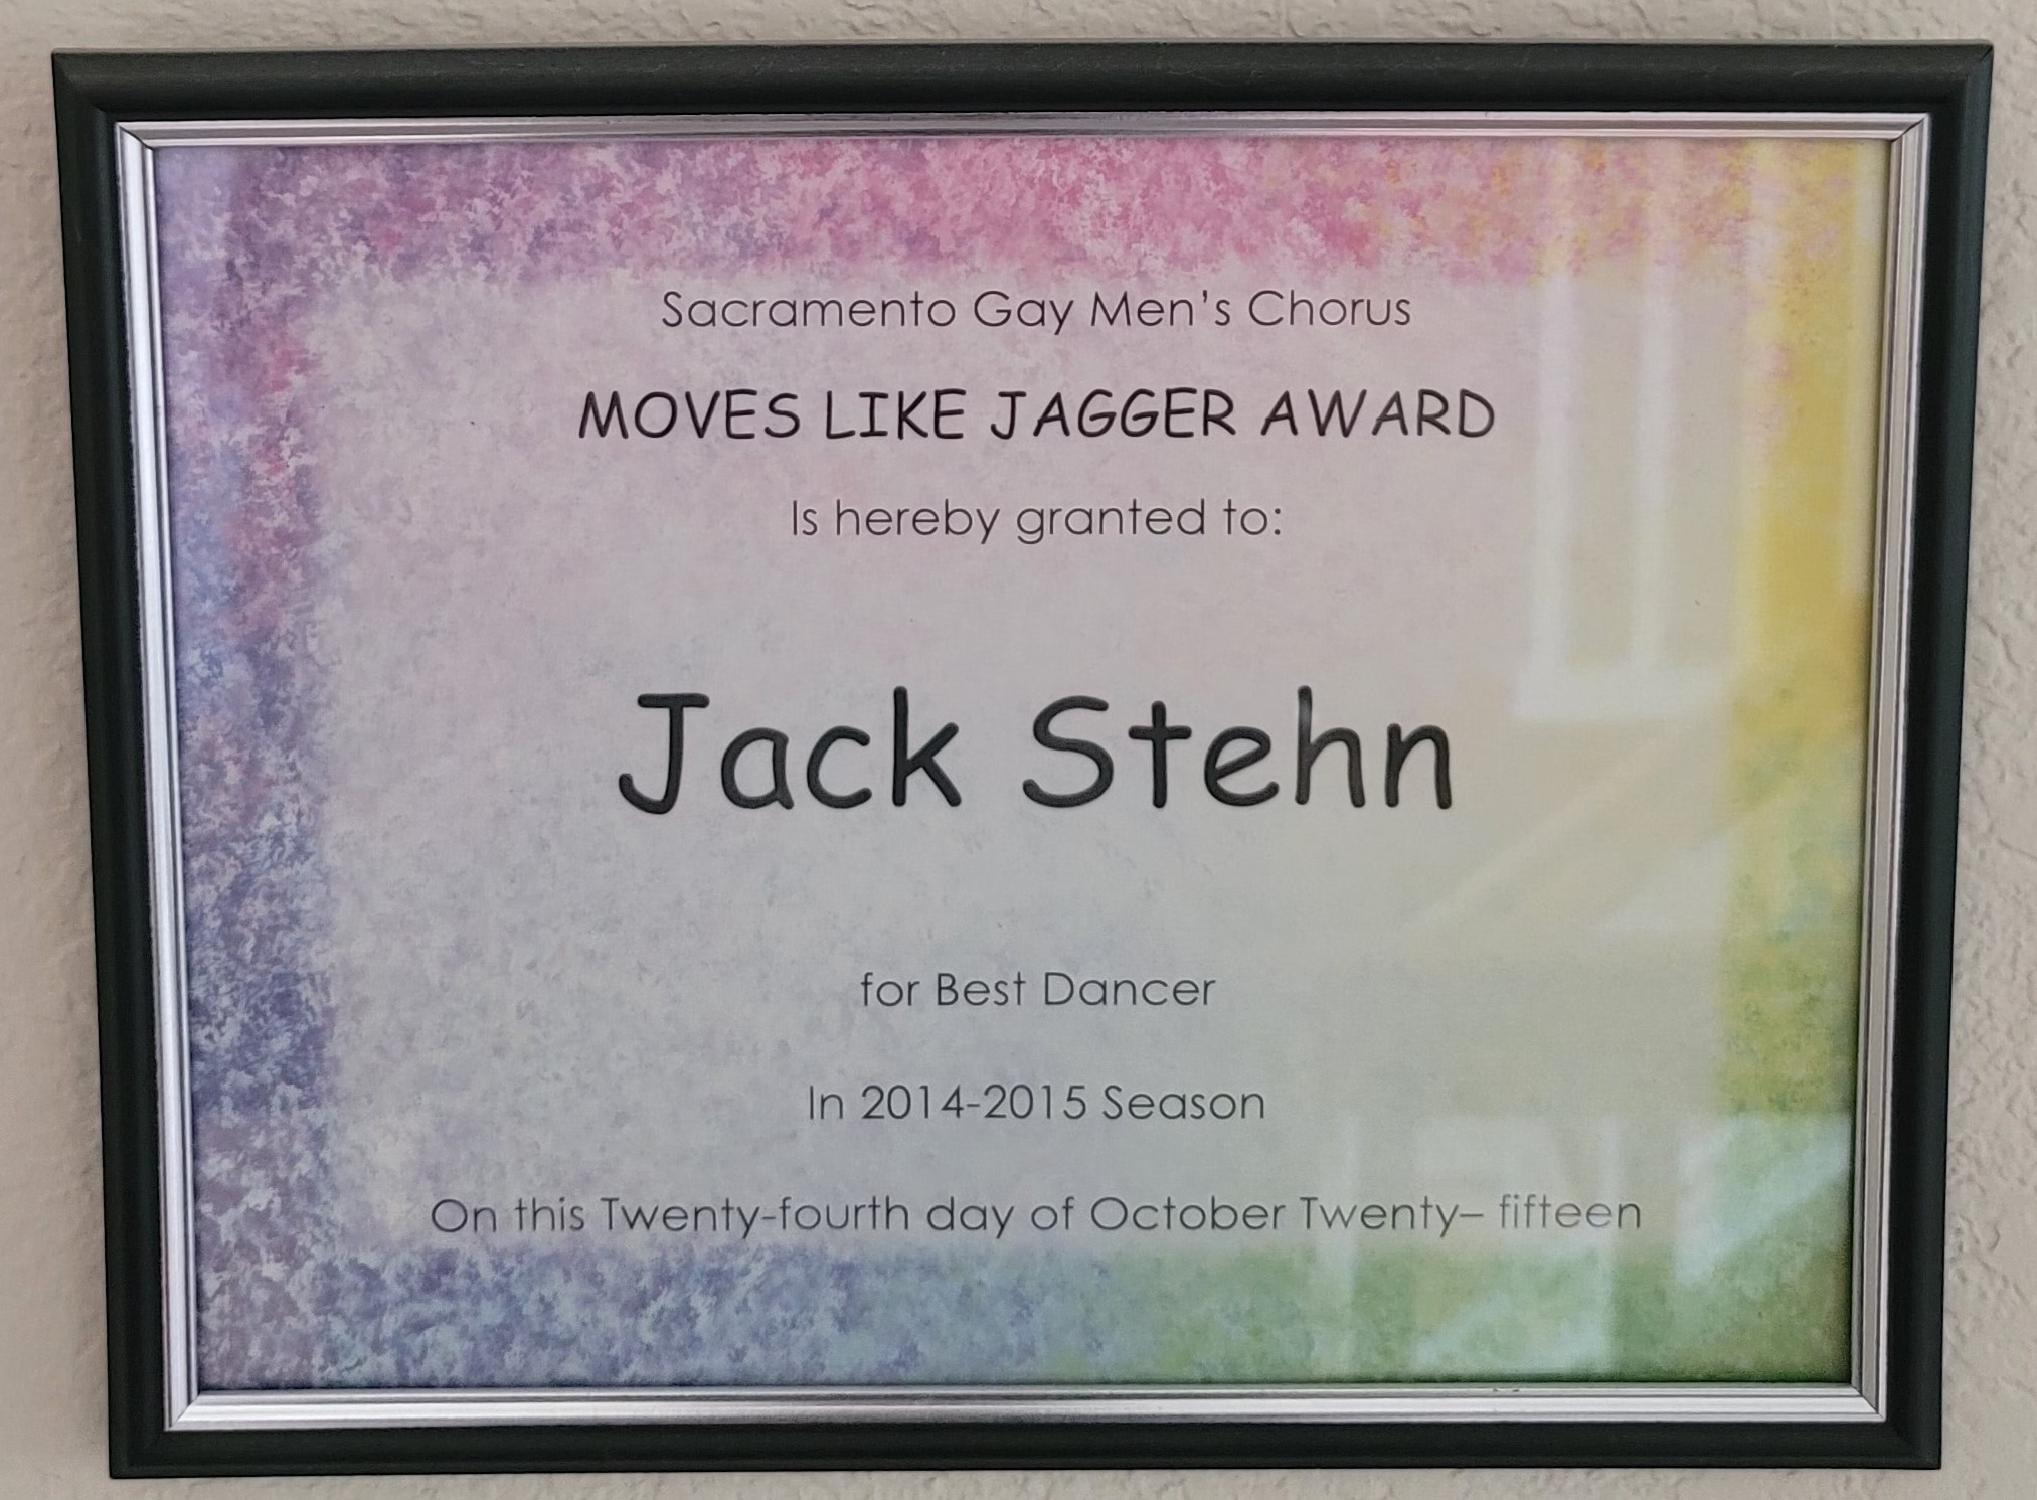 Sacramento Gay Men’s Chorus
MOVES LIKE JAGGER AWARD
Is hereby granted to:
Jack Stehn
for Best Dancer
In 2014-2015 Season
On this Twenty-fourth day of October Twenty– fifteen